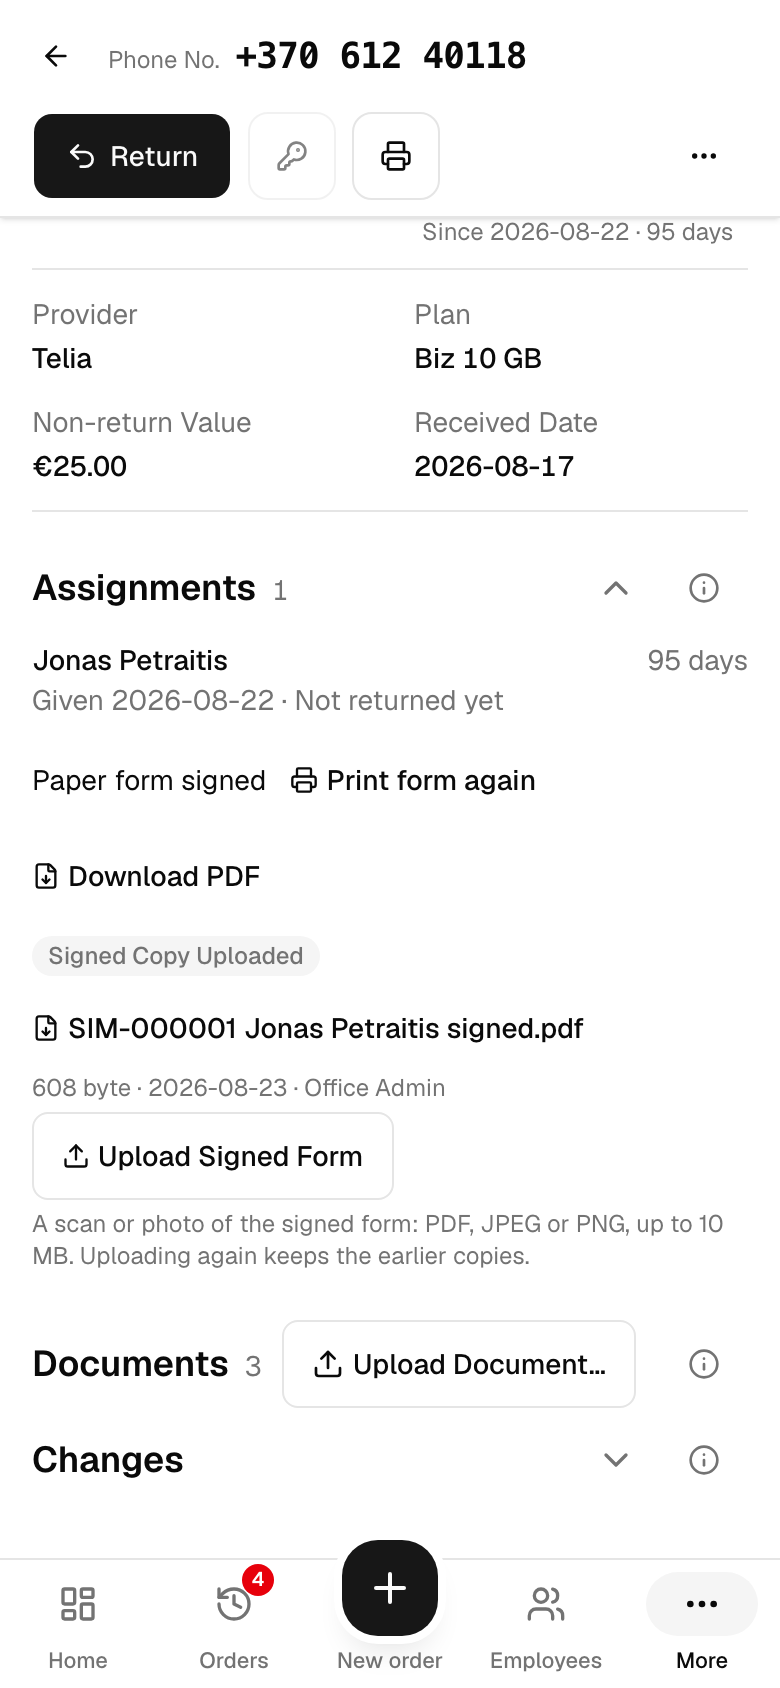 Phone No. +370 612 40118
Return
Since 2026-08-22 · 95 days
Provider
Plan
Telia
Biz 10 GB
Non-return Value
Received Date
€25.00
2026-08-17
Assignments 1
Jonas Petraitis
95 days
Given 2026-08-22 · Not returned yet
Paper form signed
Print form again
Download PDF
Signed Copy Uploaded
SIM-000001 Jonas Petraitis signed.pdf
608 byte · 2026-08-23 · Office Admin
Upload Signed Form
A scan or photo of the signed form: PDF, JPEG or PNG, up to 10
MB. Uploading again keeps the earlier copies.
Documents 3
Upload Document...
Changes
4
Home
Orders
New order
Employees
More